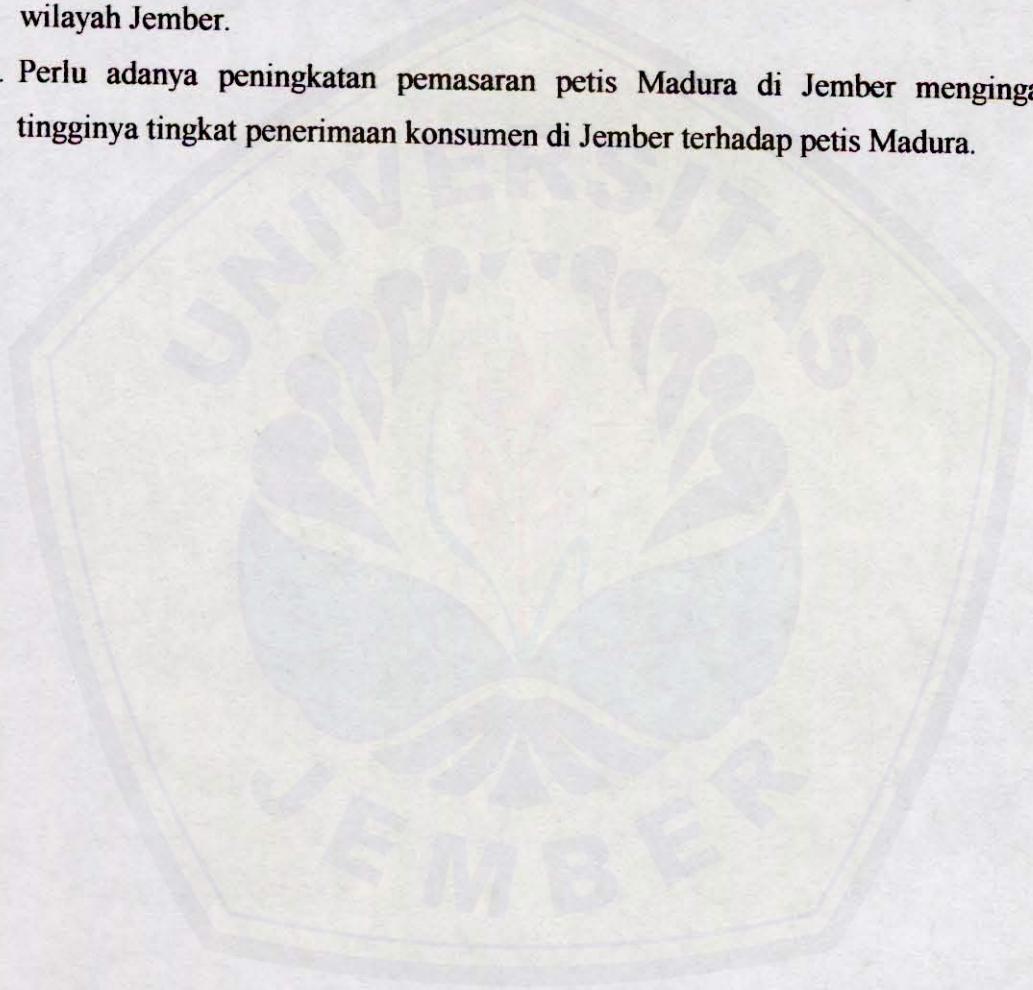 wilayah Jember.
. Perlu adanya peningkatan pemasaran petis Madura di Jember menginga
tingginya tingkat penerimaan konsumen di Jember terhadap petis Madura.
UNIVERSITAS
JEMBER